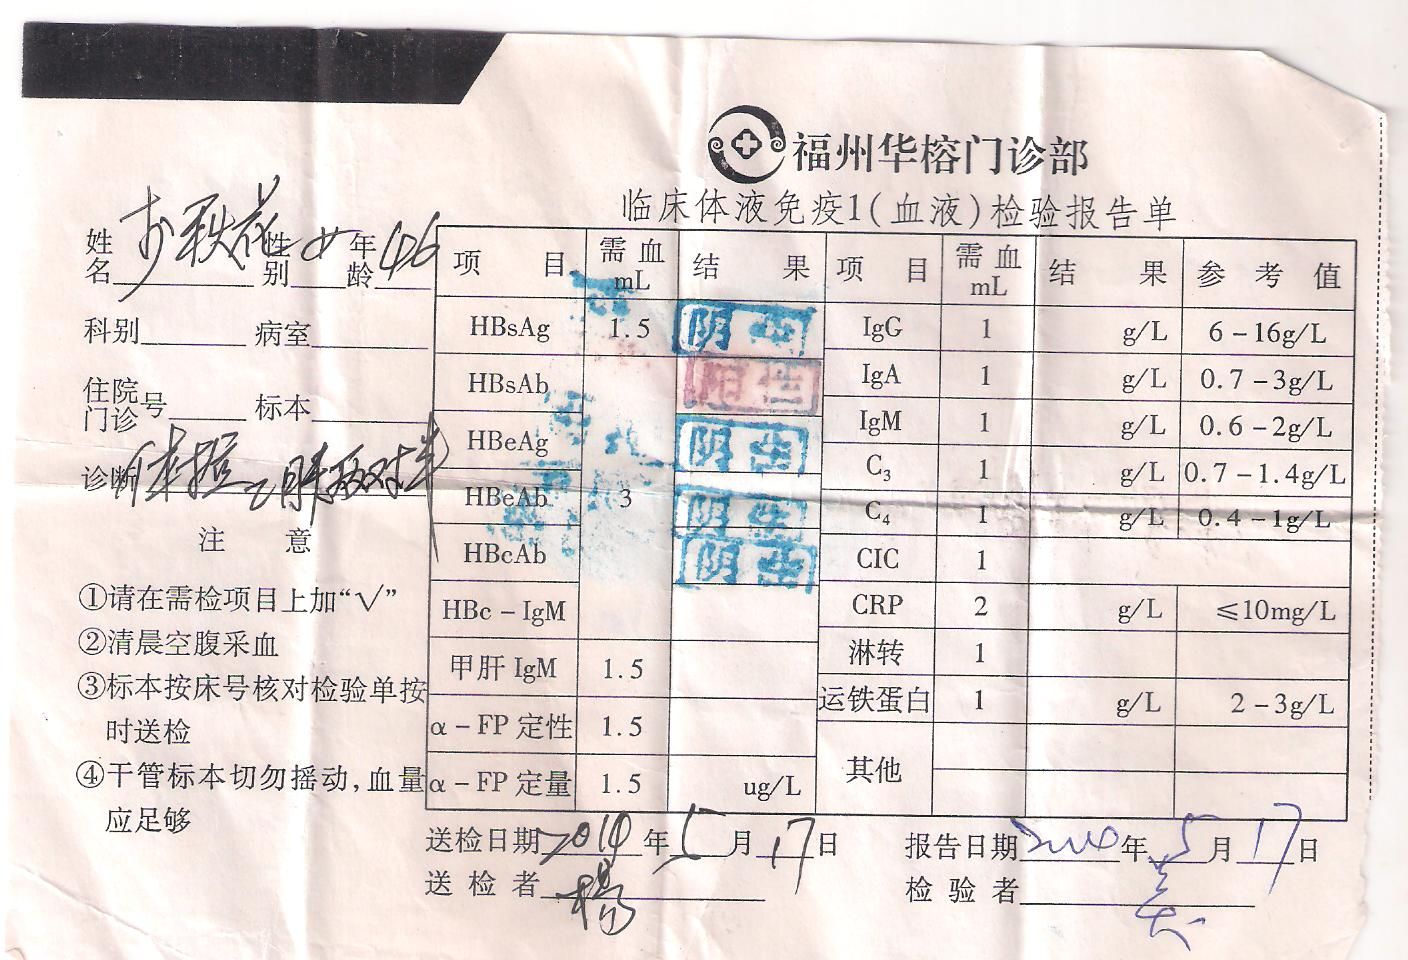 福州华榕门诊部
临床体液免疫1(血液)检验报告单
姓名 秋花 性别 女 年龄 46
科别 病室
住院门诊号 标本
诊断 体检 乙肝两对半
注 意
①请在需检项目上加“√”
②清晨空腹采血
③标本按床号核对检验单按
时送检
④干管标本切勿摇动,血量
应足够
项 目 需血 mL 结 果 项 目 需血 mL 结 果 参 考 值
HBsAg 1.5 阴性 IgG 1 g/L 6-16g/L
HBsAb 阳性 IgA 1 g/L 0.7-3g/L
HBeAg 阴性 IgM 1 g/L 0.6-2g/L
HBeAb 3 阴性 C3 1 g/L 0.7-1.4g/L
HBcAb 阴性 C4 1 g/L 0.4-1g/L
HBc-IgM CIC 1
甲肝 IgM 1.5 CRP 2 g/L ≤10mg/L
α-FP 定性 1.5 淋转 1
α-FP 定量 1.5 ug/L 运铁蛋白 1 g/L 2-3g/L
其他
送检日期 2010 年 5 月 17 日 报告日期 2010 年 5 月 17 日
送 检 者 杨 检 验 者